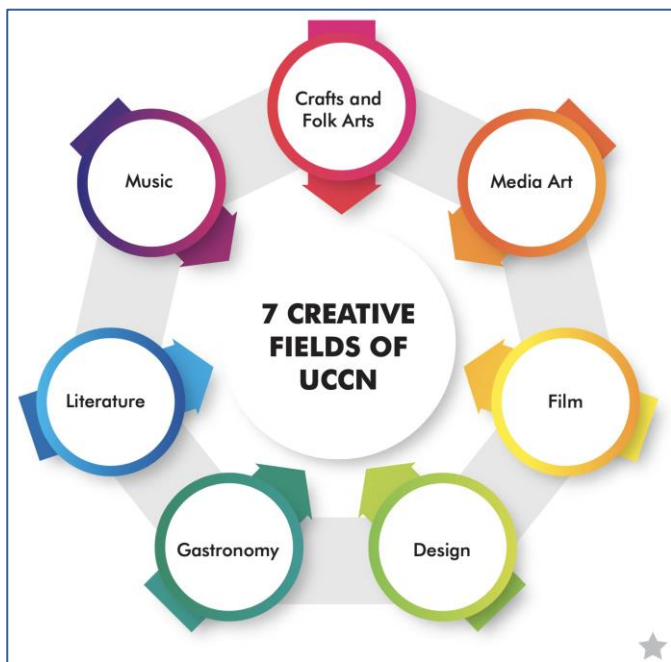 Crafts and
Folk Arts
Music
Media Art
7 CREATIVE
FIELDS OF
UCCN
Literature
Film
Gastronomy
Design